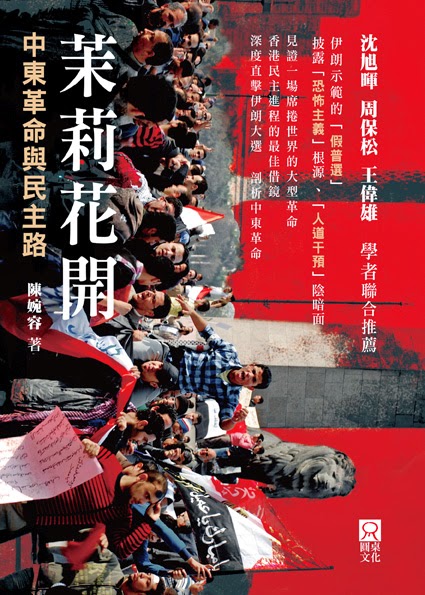 沈旭暉 周保松 王偉雄 學者聯合推薦
伊朗示範的「假普選」
披露「恐怖主義」根源、「人道干預」陰暗面
見證一場席捲世界的大型革命
香港民主進程的最佳借鏡
深度直擊伊朗大選 剖析中東革命
茉莉花開
中東革命與民主路
陳婉容 著
圓桌文化